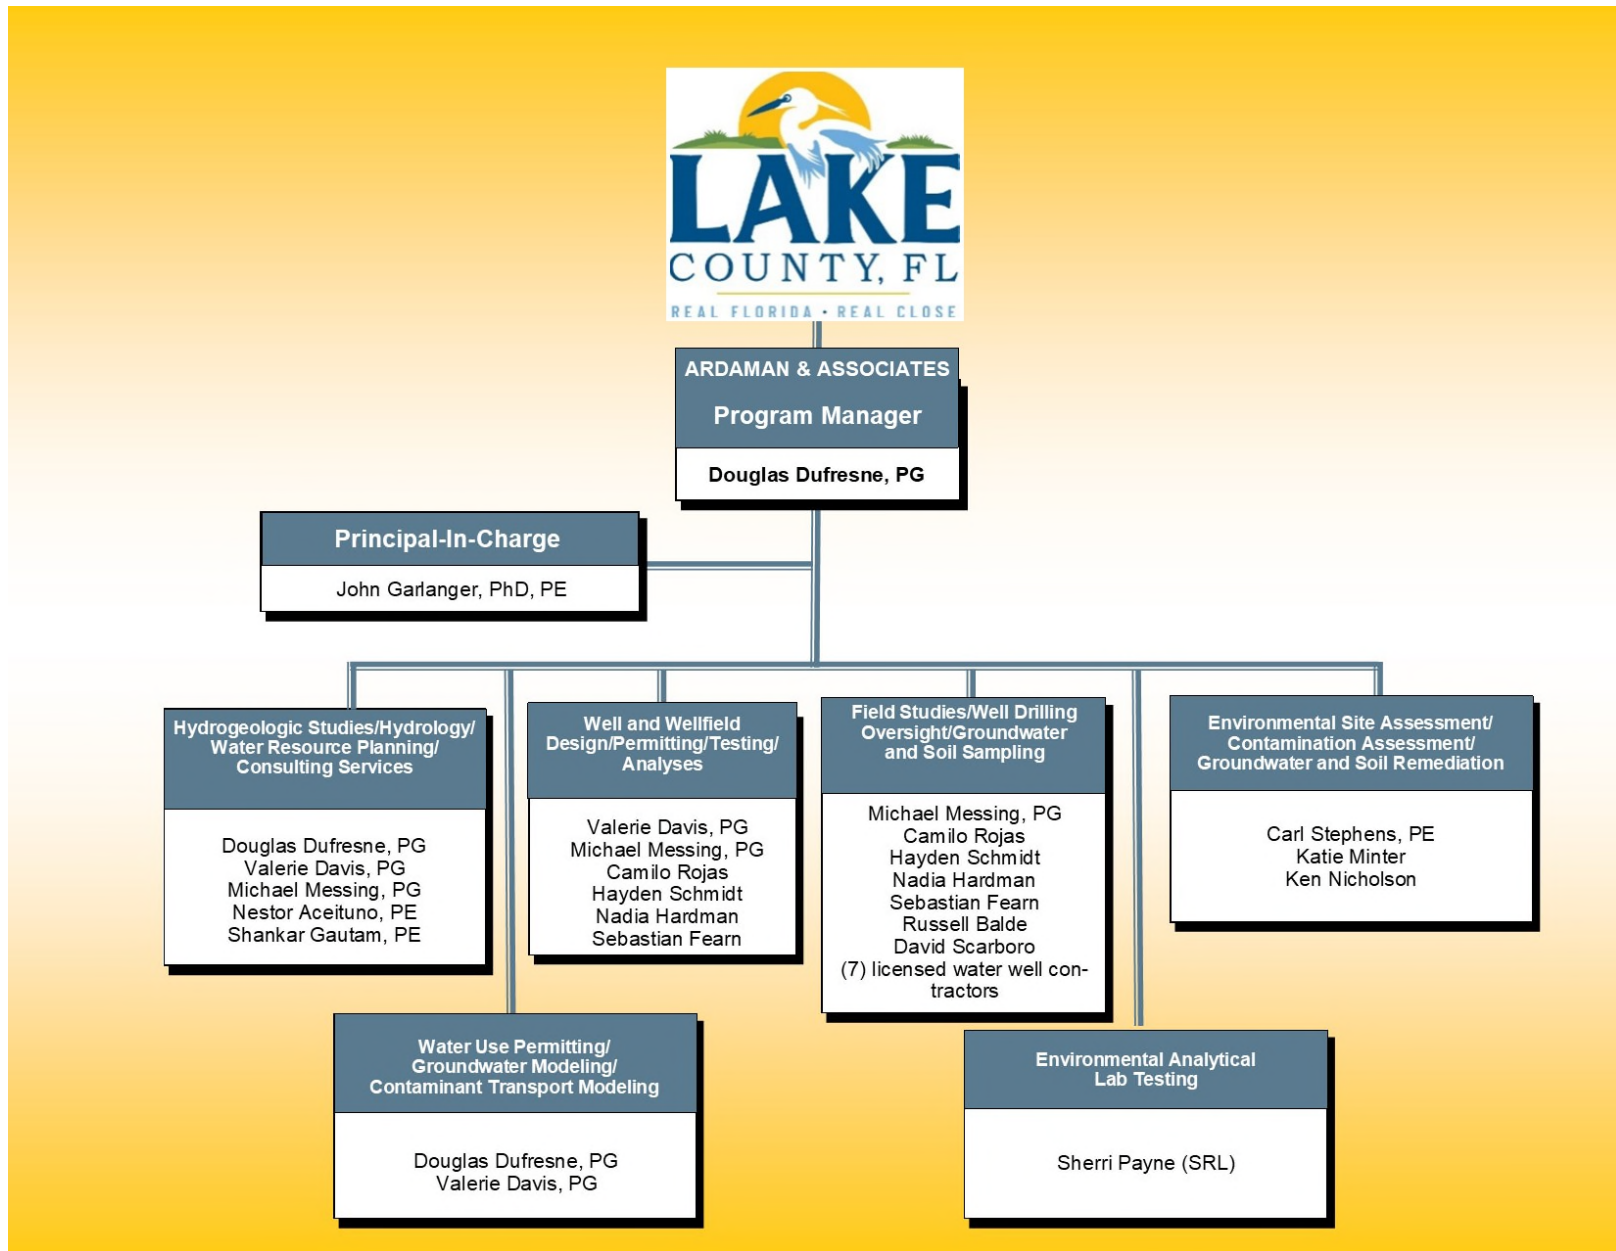 LAKE
COUNTY, FL
REAL FLORIDA • REAL CLOSE
ARDAMAN & ASSOCIATES
Program Manager
Douglas Dufresne, PG
Principal-In-Charge
John Garlanger, PhD, PE
Hydrogeologic Studies/Hydrology/
Water Resource Planning/
Consulting Services
Douglas Dufresne, PG
Valerie Davis, PG
Michael Messing, PG
Nestor Aceituno, PE
Shankar Gautam, PE
Well and Wellfield
Design/Permitting/Testing/
Analyses
Valerie Davis, PG
Michael Messing, PG
Camilo Rojas
Hayden Schmidt
Nadia Hardman
Sebastian Fearn
Field Studies/Well Drilling
Oversight/Groundwater
and Soil Sampling
Michael Messing, PG
Camilo Rojas
Hayden Schmidt
Nadia Hardman
Sebastian Fearn
Russell Balde
David Scarboro
(7) licensed water well con-
tractors
Environmental Site Assessment/
Contamination Assessment/
Groundwater and Soil Remediation
Carl Stephens, PE
Katie Minter
Ken Nicholson
Water Use Permitting/
Groundwater Modeling/
Contaminant Transport Modeling
Douglas Dufresne, PG
Valerie Davis, PG
Environmental Analytical
Lab Testing
Sherri Payne (SRL)